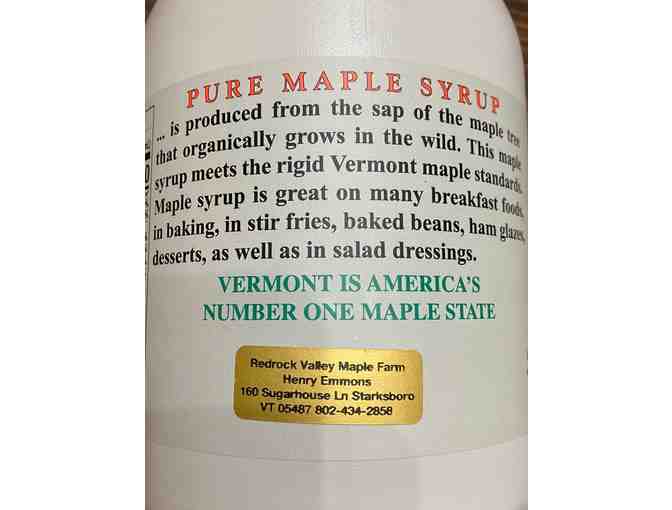 PURE MAPLE SYRUP
... is produced from the sap of the maple tree
that organically grows in the wild. This maple
syrup meets the rigid Vermont maple standards.
Maple syrup is great on many breakfast foods,
in baking, in stir fries, baked beans, ham glazes,
desserts, as well as in salad dressings.
VERMONT IS AMERICA'S
NUMBER ONE MAPLE STATE
Redrock Valley Maple Farm
Henry Emmons
160 Sugarhouse Ln Starksboro
VT 05487 802-434-2858